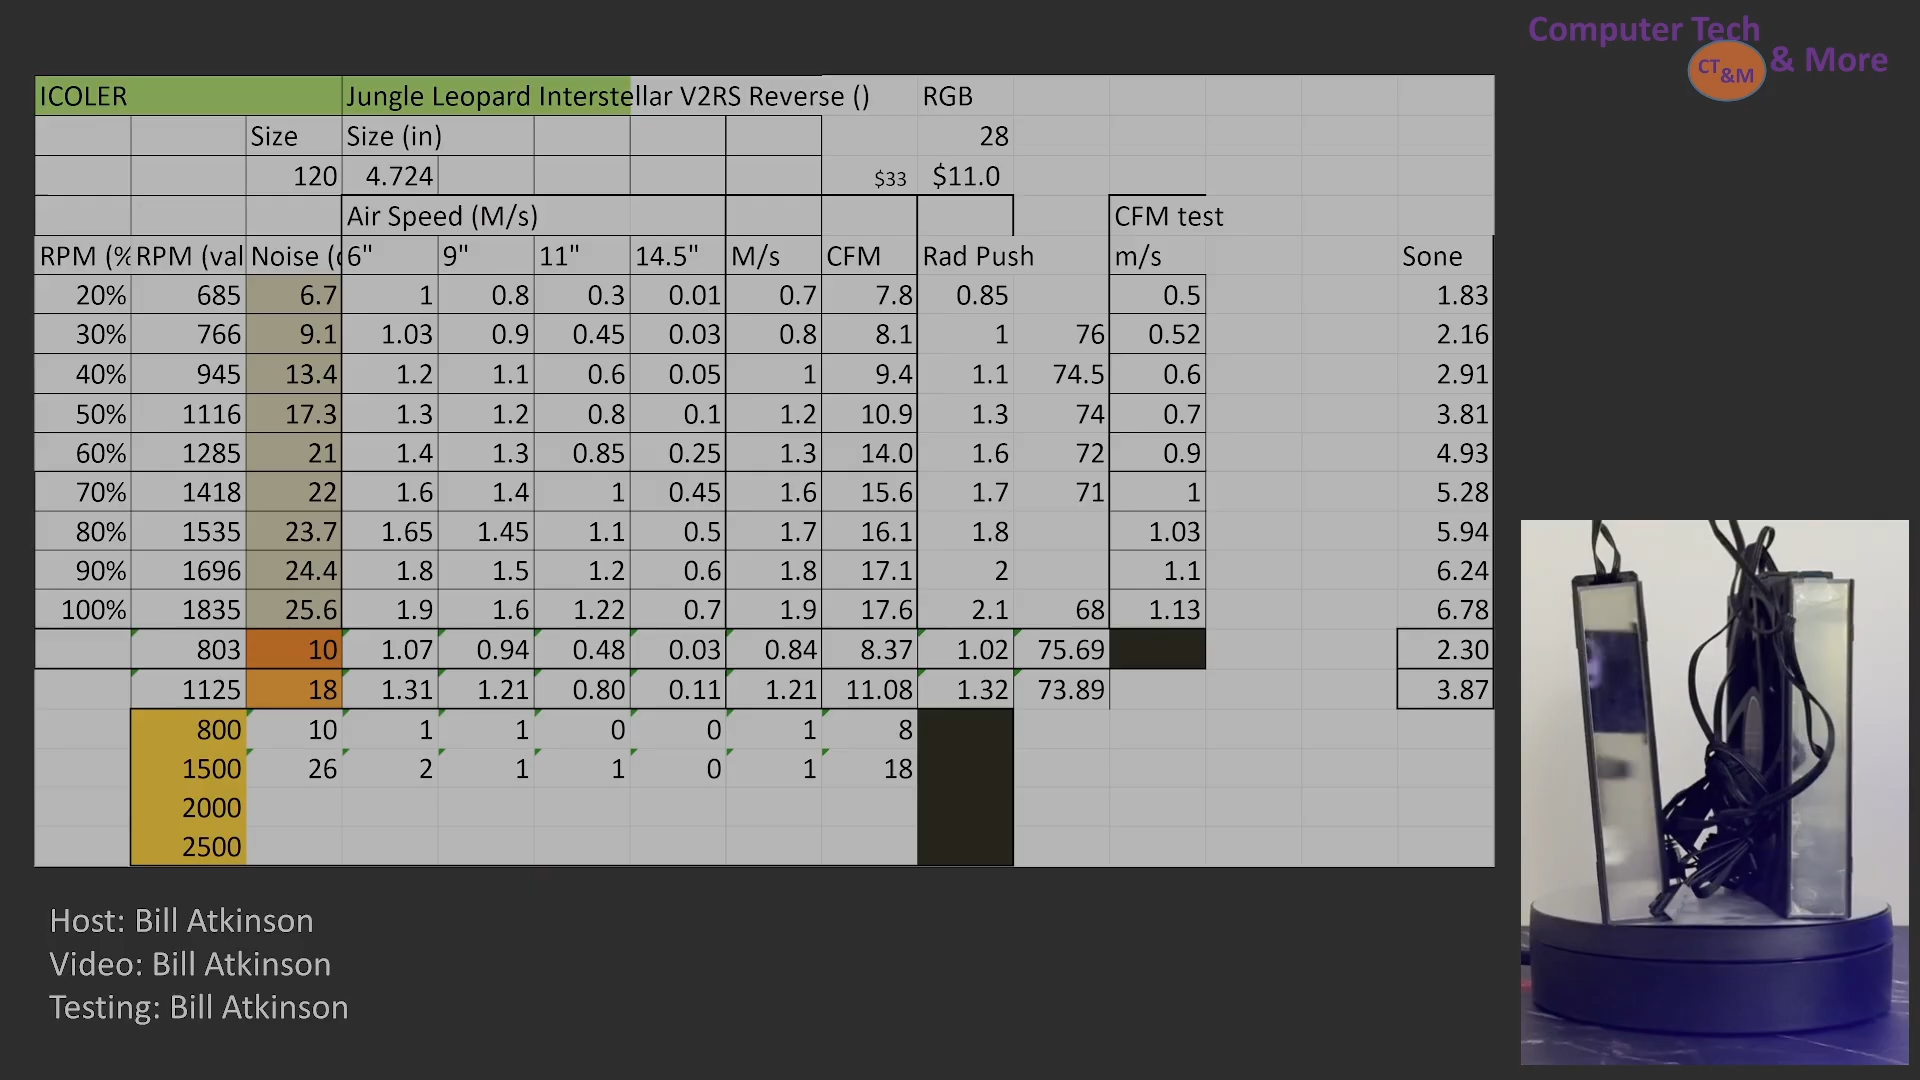 Computer Tech
CT &M & More
ICOLER Jungle Leopard Interstellar V2RS Reverse () RGB
Size Size (in) 28
120 4.724 $33 $11.0
Air Speed (M/s) CFM test
RPM (% RPM (val Noise (d 6" 9" 11" 14.5" M/s CFM Rad Push m/s Sone
20% 685 6.7 1 0.8 0.3 0.01 0.7 7.8 0.85 0.5 1.83
30% 766 9.1 1.03 0.9 0.45 0.03 0.8 8.1 1 76 0.52 2.16
40% 945 13.4 1.2 1.1 0.6 0.05 1 9.4 1.1 74.5 0.6 2.91
50% 1116 17.3 1.3 1.2 0.8 0.1 1.2 10.9 1.3 74 0.7 3.81
60% 1285 21 1.4 1.3 0.85 0.25 1.3 14.0 1.6 72 0.9 4.93
70% 1418 22 1.6 1.4 1 0.45 1.6 15.6 1.7 71 1 5.28
80% 1535 23.7 1.65 1.45 1.1 0.5 1.7 16.1 1.8 1.03 5.94
90% 1696 24.4 1.8 1.5 1.2 0.6 1.8 17.1 2 1.1 6.24
100% 1835 25.6 1.9 1.6 1.22 0.7 1.9 17.6 2.1 68 1.13 6.78
803 10 1.07 0.94 0.48 0.03 0.84 8.37 1.02 75.69 2.30
1125 18 1.31 1.21 0.80 0.11 1.21 11.08 1.32 73.89 3.87
800 10 1 1 0 0 1 8
1500 26 2 1 1 0 1 18
2000
2500
Host: Bill Atkinson
Video: Bill Atkinson
Testing: Bill Atkinson